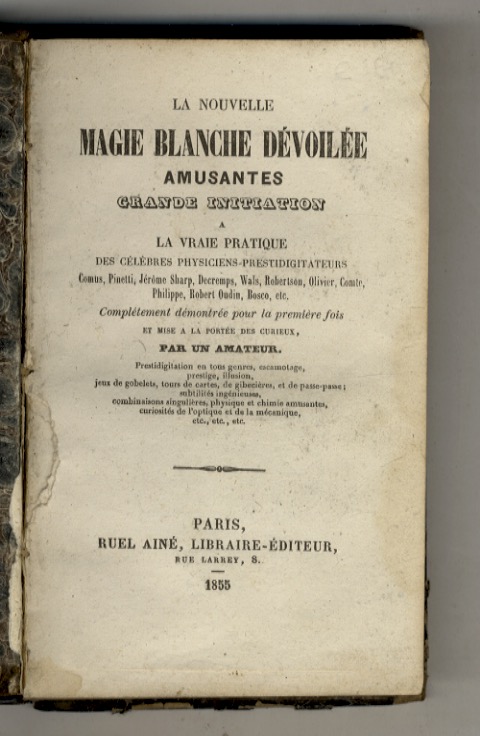 LA NOUVELLE
MAGIE BLANCHE DÉVOILÉE
AMUSANTES
GRANDE INITIATION
A
LA VRAIE PRATIQUE
DES CÉLÈBRES PHYSICIENS-PRESTIDIGITATEURS
Comus, Pinetti, Jérôme Sharp, Decremps, Wals, Robertson, Olivier, Comte,
Philippe, Robert Oudin, Bosco, etc.
Complétement démontrée pour la première fois
ET MISE A LA PORTÉE DES CURIEUX,
PAR UN AMATEUR.
Prestidigitation en tous genres, escamotage,
prestige, illusion,
jeux de gobelets, tours de cartes, de gibecières, et de passe-passe;
subtilités ingénieuses,
combinaisons singulières, physique et chimie amusantes,
curiosités de l'optique et de la mécanique,
etc., etc., etc.
PARIS,
RUEL AINÉ, LIBRAIRE-ÉDITEUR,
RUE LARREY, 8.
1855